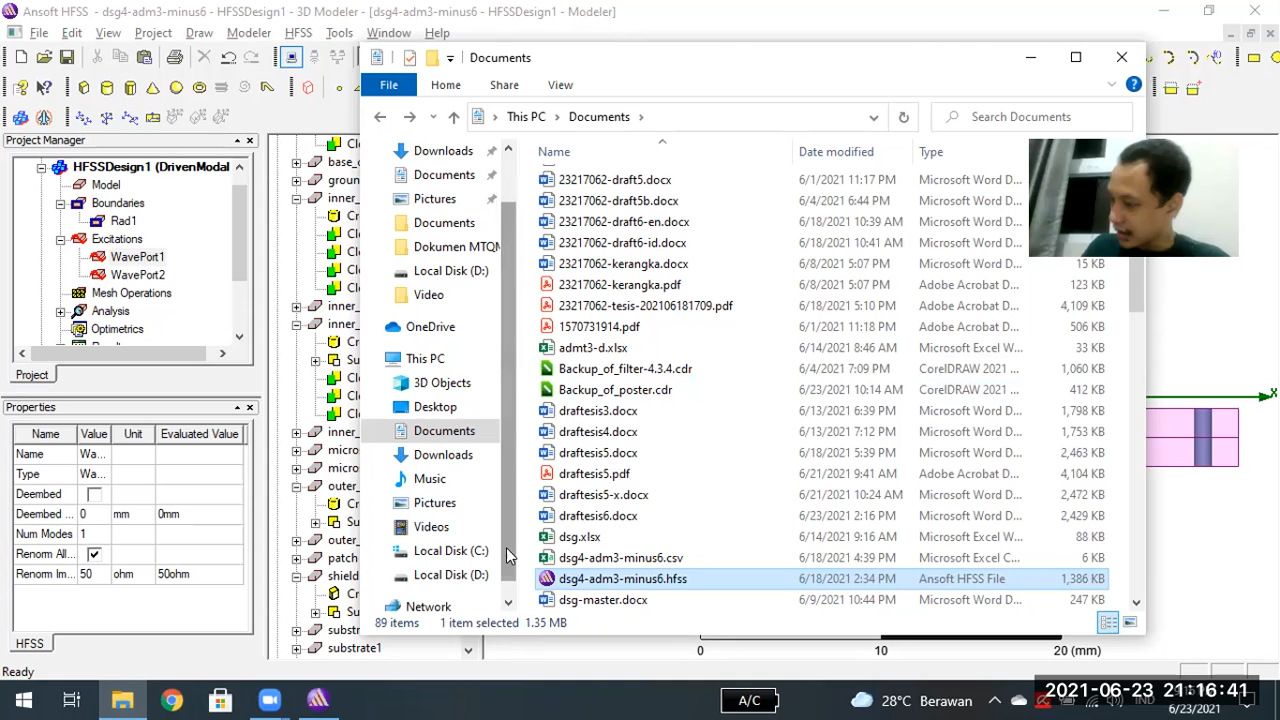 Ansoft HFSS - dsg4-adm3-minus6 - HFSSDesign1 - 3D Modeler - [dsg4-adm3-minus6 - HFSSDesign1 - Modeler]
File Edit View Project Draw Modeler HFSS Tools Window Help
Project Manager
HFSSDesign1 (DrivenModal
Model
Boundaries
Rad1
Excitations
WavePort1
WavePort2
Mesh Operations
Analysis
Optimetrics
Project
Properties
Name Value Unit Evaluated Value
Name Wa...
Type Wa...
Deembed
Deembed ... 0 mm 0mm
Num Modes 1
Renom All...
Renom Im... 50 ohm 50ohm
HFSS
Ready
inner_
inner_
inner_
outer_
outer_
patch_
shield
substrate1
Documents
File Home Share View
This PC Documents
Search Documents
Downloads
Documents
Pictures
Documents
Dokumen MTQM
Local Disk (D:)
Video
OneDrive
This PC
3D Objects
Desktop
Documents
Downloads
Music
Pictures
Videos
Local Disk (C:)
Local Disk (D:)
Network
Name Date modified Type
23217062-draft5.docx 6/1/2021 11:17 PM Microsoft Word D...
23217062-draft5b.docx 6/4/2021 6:44 PM Microsoft Word D...
23217062-draft6-en.docx 6/18/2021 10:39 AM Microsoft Word D...
23217062-draft6-id.docx 6/18/2021 10:41 AM Microsoft Word D...
23217062-kerangka.docx 6/8/2021 5:07 PM Microsoft Word D... 15 KB
23217062-kerangka.pdf 6/8/2021 5:07 PM Adobe Acrobat D... 123 KB
23217062-tesis-202106181709.pdf 6/18/2021 5:10 PM Adobe Acrobat D... 4,109 KB
1570731914.pdf 6/1/2021 11:18 PM Adobe Acrobat D... 506 KB
admt3-d.xlsx 6/14/2021 8:46 AM Microsoft Excel W... 33 KB
Backup_of_filter-4.3.4.cdr 6/4/2021 7:09 PM CorelDRAW 2021 ... 1,060 KB
Backup_of_poster.cdr 6/23/2021 10:14 AM CorelDRAW 2021 ... 412 KB
draftesis3.docx 6/13/2021 6:39 PM Microsoft Word D... 1,798 KB
draftesis4.docx 6/13/2021 7:12 PM Microsoft Word D... 1,753 KB
draftesis5.docx 6/18/2021 5:39 PM Microsoft Word D... 2,463 KB
draftesis5.pdf 6/21/2021 9:41 AM Adobe Acrobat D... 4,104 KB
draftesis5-x.docx 6/21/2021 10:24 AM Microsoft Word D... 2,472 KB
draftesis6.docx 6/23/2021 2:16 PM Microsoft Word D... 2,429 KB
dsg.xlsx 6/14/2021 9:16 AM Microsoft Excel W... 88 KB
dsg4-adm3-minus6.csv 6/18/2021 4:39 PM Microsoft Excel C... 6 KB
dsg4-adm3-minus6.hfss 6/18/2021 2:34 PM Ansoft HFSS File 1,386 KB
dsg-master.docx 6/9/2021 10:44 PM Microsoft Word D... 247 KB
89 items 1 item selected 1.35 MB
X
0 10 20 (mm)
A/C
28°C Berawan
2021-06-23 21:16:41
6/23/2021